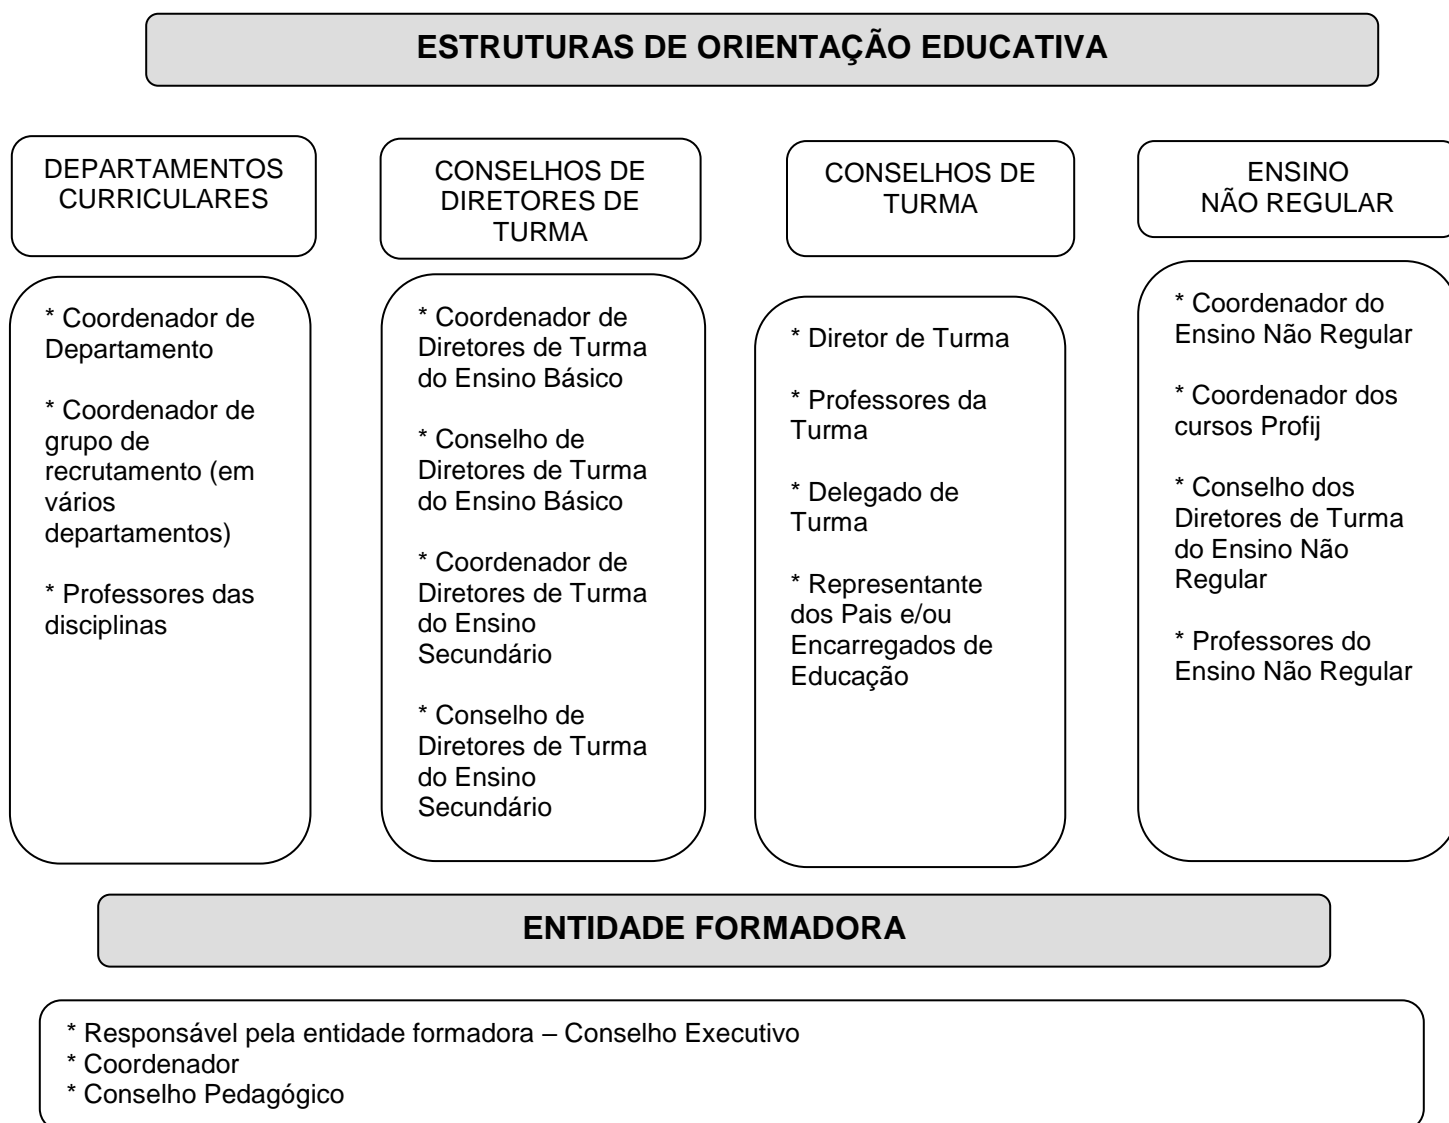 ESTRUTURAS DE ORIENTAÇÃO EDUCATIVA
DEPARTAMENTOS
CURRICULARES
* Coordenador de
Departamento
* Coordenador de
grupo de
recrutamento (em
vários
departamentos)
* Professores das
disciplinas
CONSELHOS DE
DIRETORES DE
TURMA
* Coordenador de
Diretores de Turma
do Ensino Básico
* Conselho de
Diretores de Turma
do Ensino Básico
* Coordenador de
Diretores de Turma
do Ensino
Secundário
* Conselho de
Diretores de Turma
do Ensino
Secundário
CONSELHOS DE
TURMA
* Diretor de Turma
* Professores da
Turma
* Delegado de
Turma
* Representante
dos Pais e/ou
Encarregados de
Educação
ENSINO
NÃO REGULAR
* Coordenador do
Ensino Não Regular
* Coordenador dos
cursos Profij
* Conselho dos
Diretores de Turma
do Ensino Não
Regular
* Professores do
Ensino Não Regular
ENTIDADE FORMADORA
* Responsável pela entidade formadora – Conselho Executivo
* Coordenador
* Conselho Pedagógico